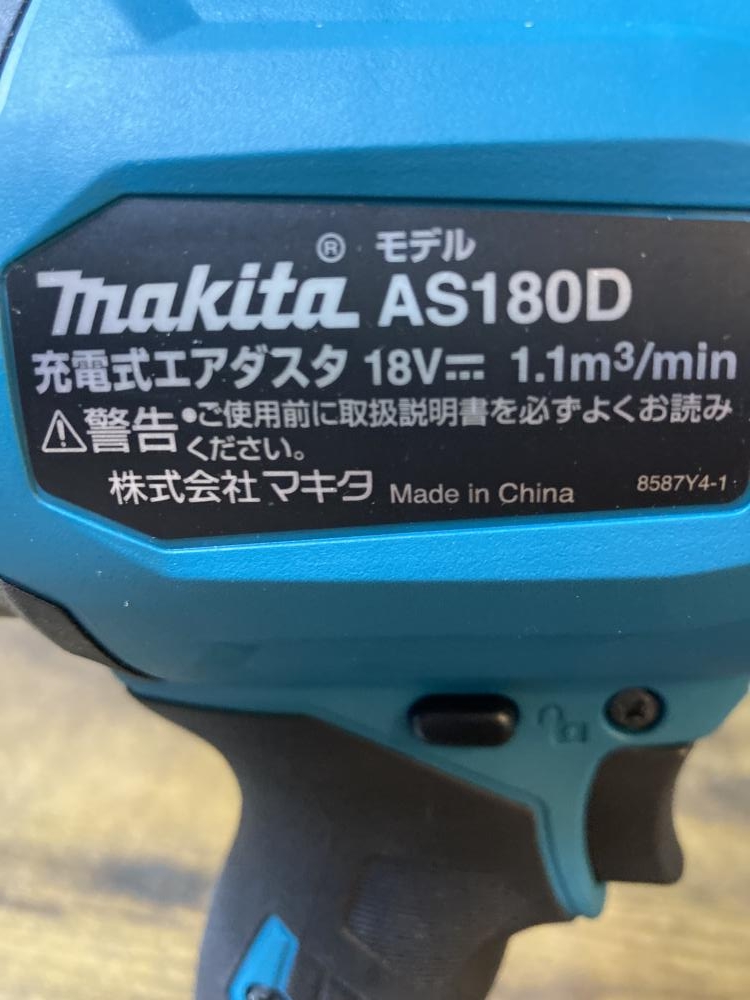 ® モデル
makita AS180D
充電式エアダスタ 18V⎓ 1.1m³/min
⚠警告 •ご使用前に取扱説明書を必ずよくお読み
ください。
株式会社マキタ Made in China 8587Y4-1